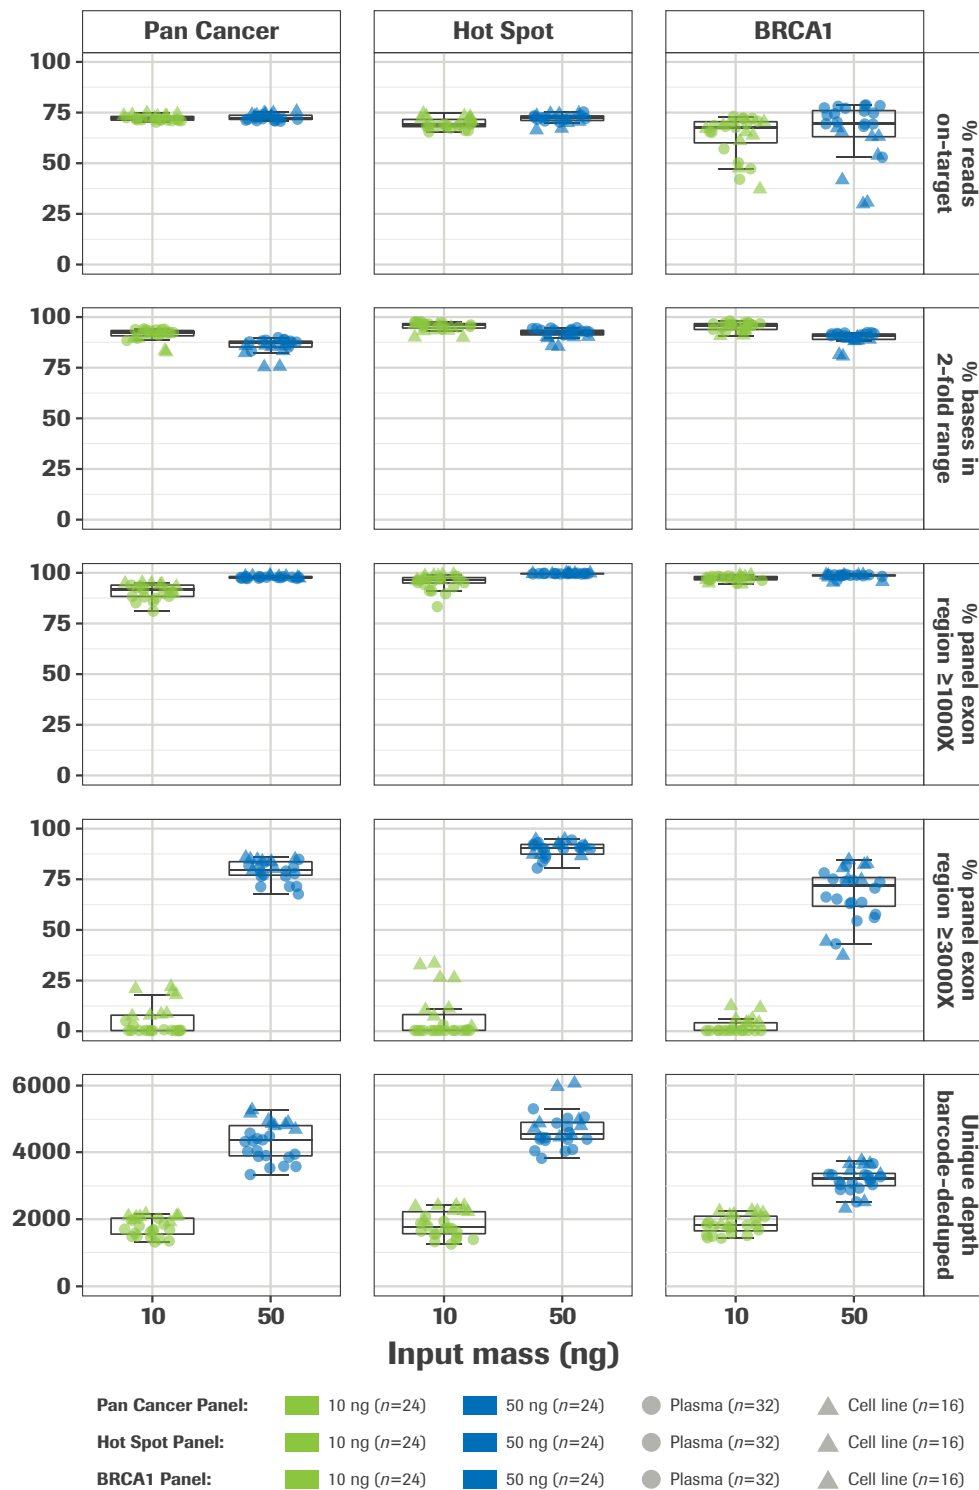 Pan Cancer
Hot Spot
BRCA1
100
75
50
25
0
% reads
on-target
100
75
50
25
0
% bases in
2-fold range
100
75
50
25
0
% panel exon
region ≥1000X
100
75
50
25
0
% panel exon
region ≥3000X
6000
4000
2000
0
Unique depth
barcode-deduped
10 50 10 50 10 50
Input mass (ng)
Pan Cancer Panel: 10 ng (n=24) 50 ng (n=24) Plasma (n=32) Cell line (n=16)
Hot Spot Panel: 10 ng (n=24) 50 ng (n=24) Plasma (n=32) Cell line (n=16)
BRCA1 Panel: 10 ng (n=24) 50 ng (n=24) Plasma (n=32) Cell line (n=16)